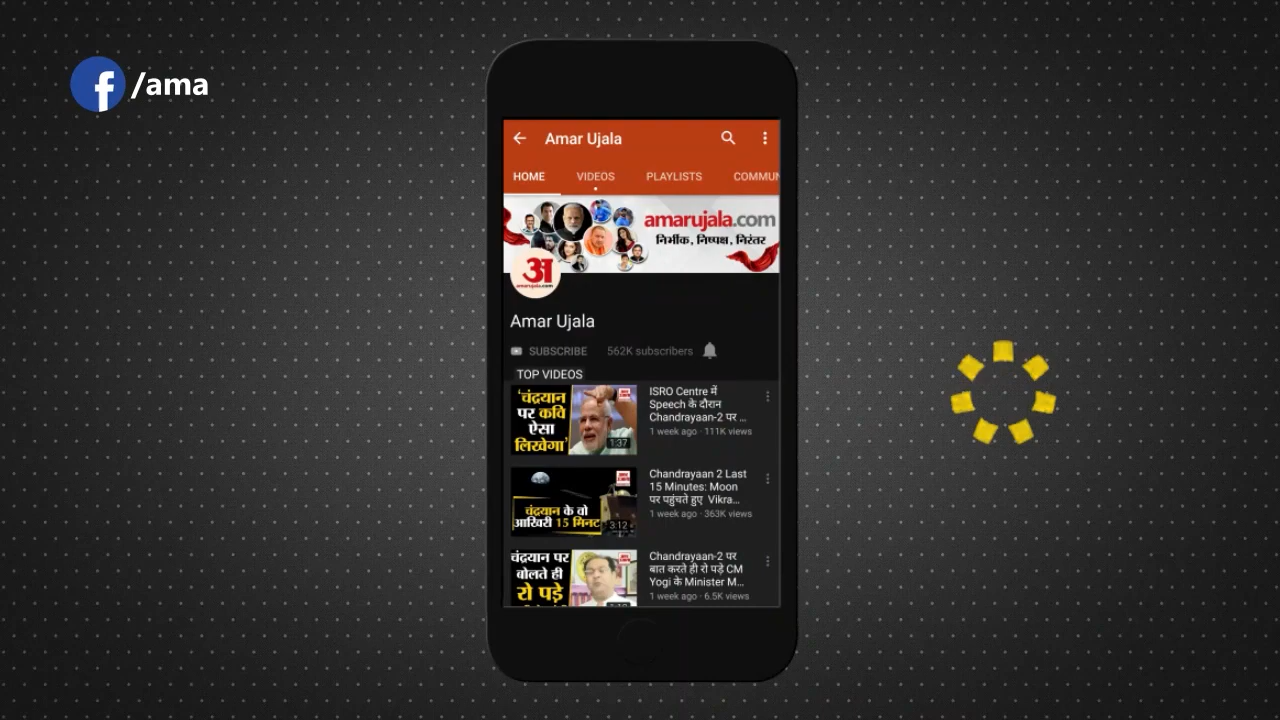 /ama
Amar Ujala
HOME VIDEOS PLAYLISTS COMMUN
amarujala.com
निर्भीक, निष्पक्ष, निरंतर
अ
amarujala.com
Amar Ujala
SUBSCRIBE 562K subscribers
TOP VIDEOS
'चंद्रयान
पर कवि
ऐसा
लिखेगा'
1:37
ISRO Centre में
Speech के दौरान
Chandrayaan-2 पर ...
1 week ago · 111K views
चंद्रयान के वो
आखिरी 15 मिनट
3:12
Chandrayaan 2 Last
15 Minutes: Moon
पर पहुंचते हुए Vikra...
1 week ago · 363K views
चंद्रयान पर
बोलते ही
रो पड़े
Chandrayaan-2 पर
बात करते ही रो पड़े CM
Yogi के Minister M...
1 week ago · 6.5K views